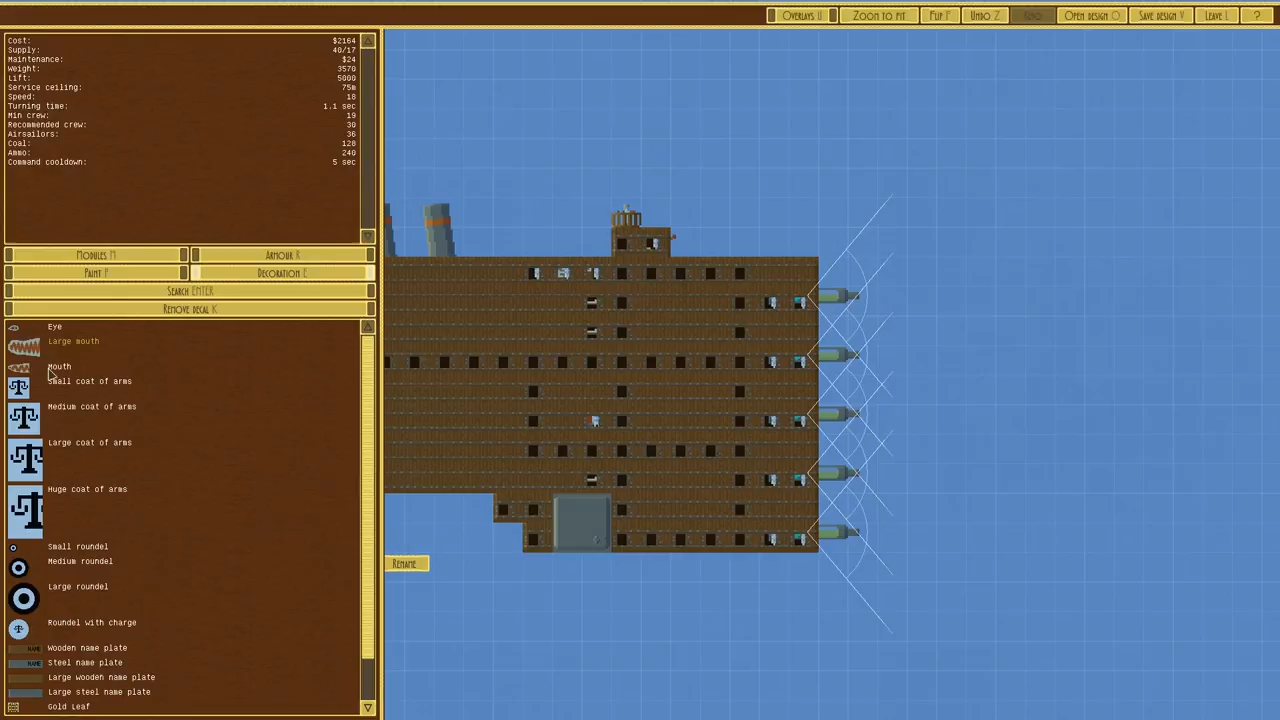 OVERLAYS U
ZOOM TO FIT
FLIP F
UNDO Z
REDO
OPEN DESIGN O
SAVE DESIGN V
LEAVE L
?
Cost: $2164
Supply: 40/17
Maintenance: $24
Weight: 3570
Lift: 5000
Service ceiling: 75m
Speed: 18
Turning time: 1.1 sec
Min crew: 19
Recommended crew: 30
Airsailors: 36
Coal: 120
Ammo: 240
Command cooldown: 5 sec
MODULES M
ARMOUR R
PAINT P
DECORATION E
SEARCH ENTER
REMOVE DECAL K
Eye
Large mouth
Mouth
Small coat of arms
Medium coat of arms
Large coat of arms
Huge coat of arms
Small roundel
Medium roundel
Large roundel
Roundel with charge
NAME Wooden name plate
NAME Steel name plate
Large wooden name plate
Large steel name plate
Gold Leaf
RENAME